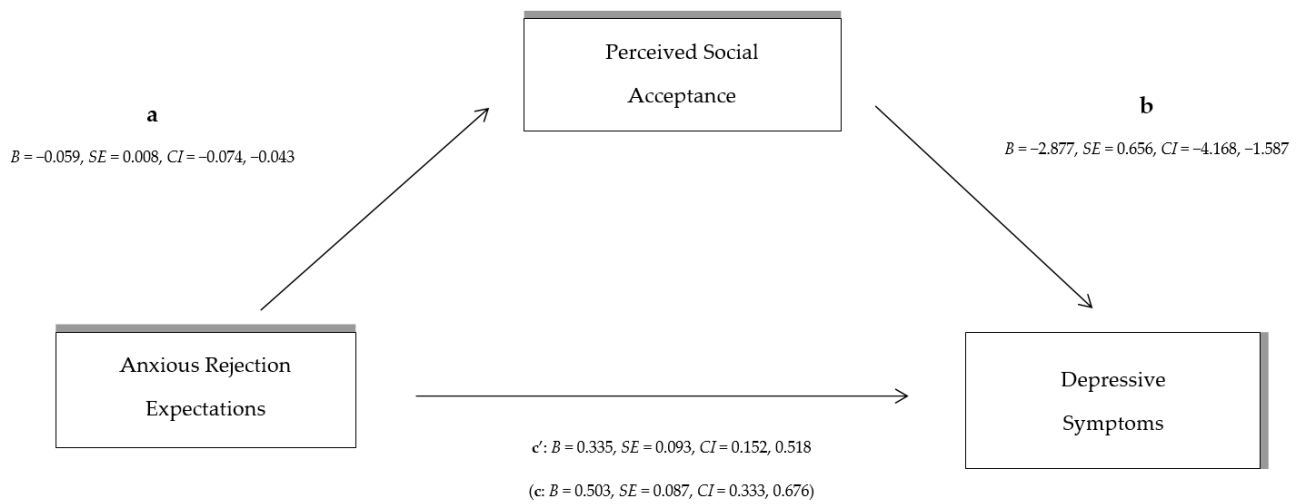 Perceived Social
Acceptance
a
B = −0.059, SE = 0.008, CI = −0.074, −0.043
b
B = −2.877, SE = 0.656, CI = −4.168, −1.587
Anxious Rejection
Expectations
Depressive
Symptoms
c′: B = 0.335, SE = 0.093, CI = 0.152, 0.518
(c: B = 0.503, SE = 0.087, CI = 0.333, 0.676)